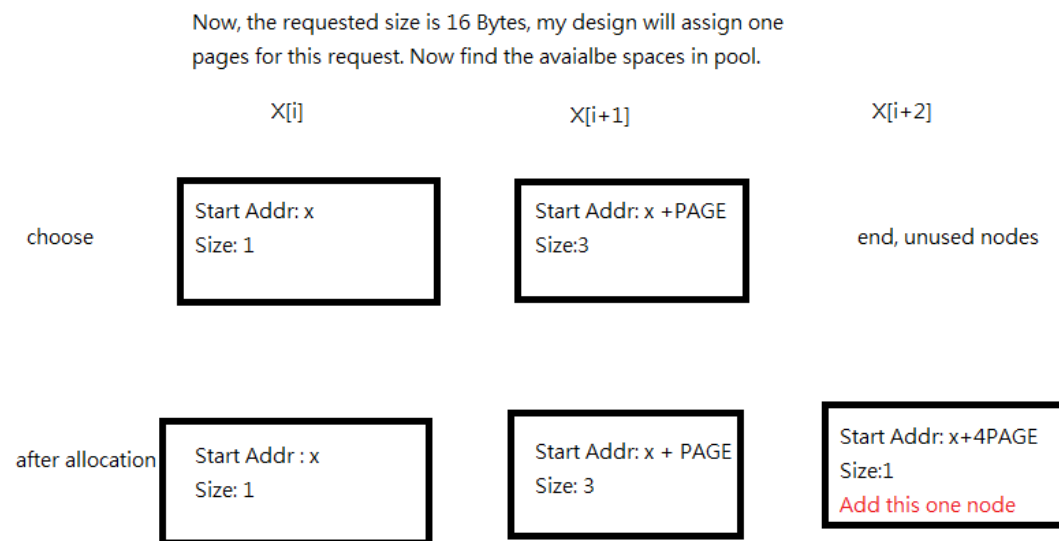 Now, the requested size is 16 Bytes, my design will assign one
pages for this request. Now find the avaialbe spaces in pool.
X[i]
X[i+1]
X[i+2]
choose
Start Addr: x
Size: 1
Start Addr: x +PAGE
Size:3
end, unused nodes
after allocation
Start Addr : x
Size: 1
Start Addr: x + PAGE
Size: 3
Start Addr: x+4PAGE
Size:1
Add this one node